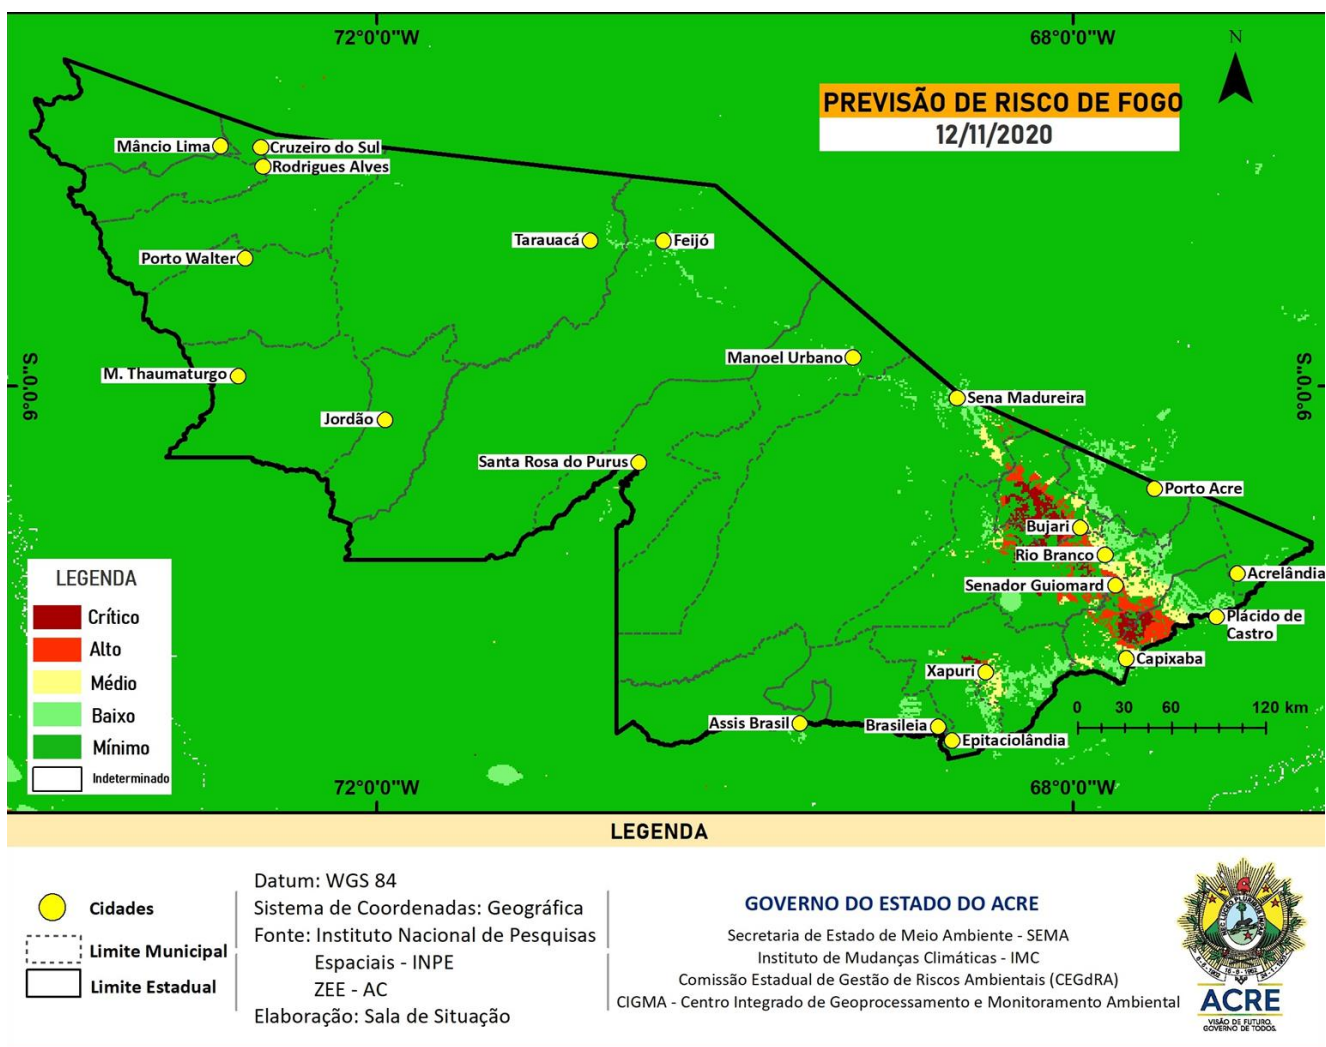 72°0'0"W
68°0'0"W
N
PREVISÃO DE RISCO DE FOGO
12/11/2020
Mâncio Lima
Cruzeiro do Sul
Rodrigues Alves
Tarauacá
Feijó
Porto Walter
Manoel Urbano
9°0'0"S
9°0'0"S
M. Thaumaturgo
Sena Madureira
Jordão
Santa Rosa do Purus
Porto Acre
Bujari
Rio Branco
Acrelândia
Senador Guiomard
Plácido de
Castro
Capixaba
Xapuri
Assis Brasil
Brasileia
Epitaciolândia
0 30 60 120 km
LEGENDA
Crítico
Alto
Médio
Baixo
Mínimo
Indeterminado
72°0'0"W
68°0'0"W
LEGENDA
Cidades
Limite Municipal
Limite Estadual
Datum: WGS 84
Sistema de Coordenadas: Geográfica
Fonte: Instituto Nacional de Pesquisas
Espaciais - INPE
ZEE - AC
Elaboração: Sala de Situação
GOVERNO DO ESTADO DO ACRE
Secretaria de Estado de Meio Ambiente - SEMA
Instituto de Mudanças Climáticas - IMC
Comissão Estadual de Gestão de Riscos Ambientais (CEGdRA)
CIGMA - Centro Integrado de Geoprocessamento e Monitoramento Ambiental
ACRE
VISÃO DE FUTURO.
GOVERNO DE TODOS.